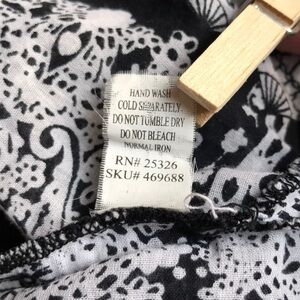 HAND WASH
COLD SEPARATELY
DO NOT TUMBLE DRY
DO NOT BLEACH
NORMAL IRON
RN# 25326
SKU# 469688